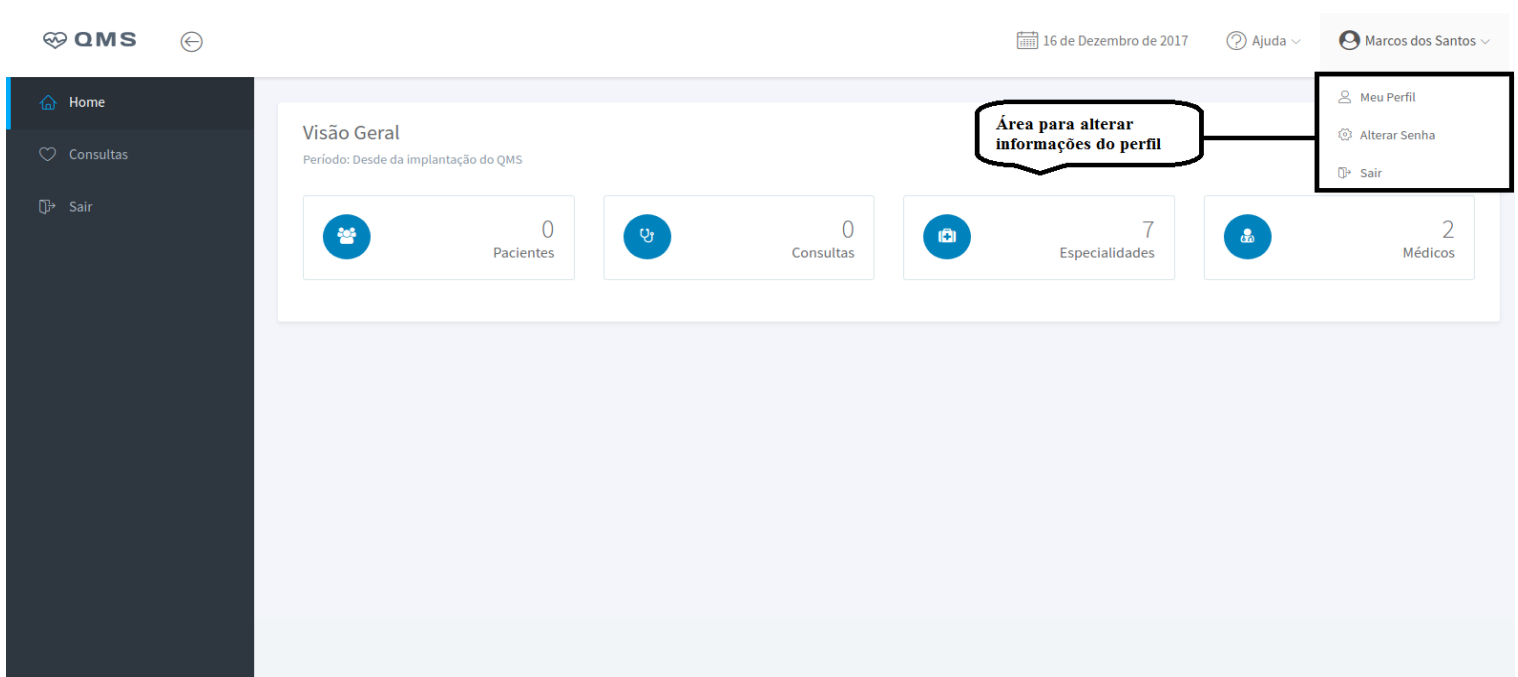 QMS
16 de Dezembro de 2017
Ajuda
Marcos dos Santos
Home
Consultas
Sair
Visão Geral
Período: Desde da implantação do QMS
Área para alterar
informações do perfil
Meu Perfil
Alterar Senha
Sair
0
Pacientes
0
Consultas
7
Especialidades
2
Médicos